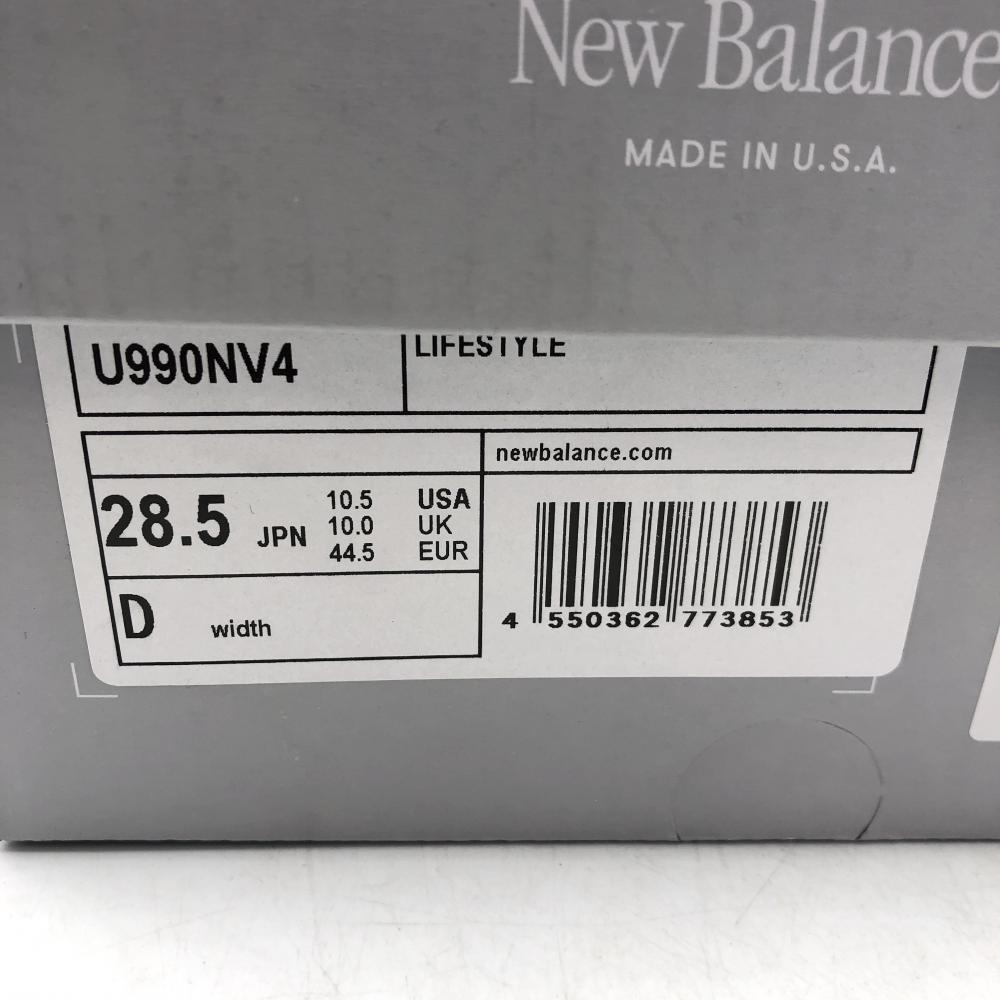 New Balance
MADE IN U.S.A.
U990NV4
LIFESTYLE
newbalance.com
28.5 JPN
10.5 USA
10.0 UK
44.5 EUR
D width
4 550362 773853